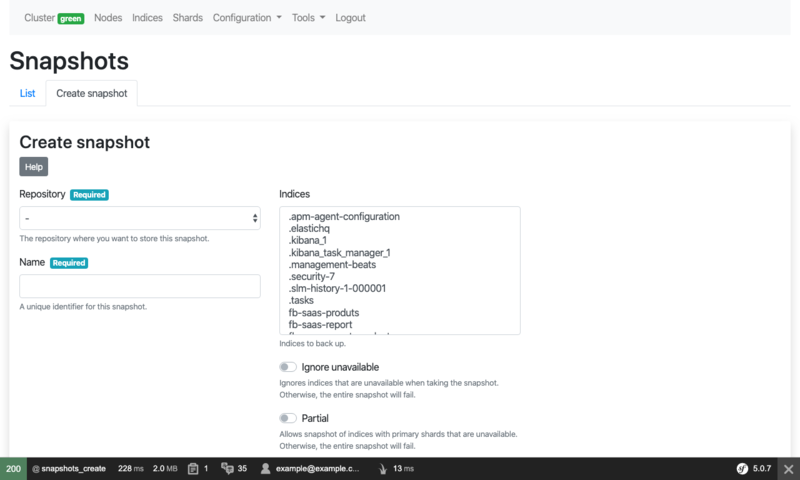 Cluster green Nodes Indices Shards Configuration Tools Logout
Snapshots
List Create snapshot
Create snapshot
Help
Repository Required
-
The repository where you want to store this snapshot.
Name Required
A unique identifier for this snapshot.
Indices
.apm-agent-configuration
.elastichq
.kibana_1
.kibana_task_manager_1
.management-beats
.security-7
.slm-history-1-000001
.tasks
fb-saas-produts
fb-saas-report
Indices to back up.
Ignore unavailable
Ignores indices that are unavailable when taking the snapshot.
Otherwise, the entire snapshot will fail.
Partial
Allows snapshot of indices with primary shards that are unavailable.
Otherwise, the entire snapshot will fail.
200 @ snapshots_create 228 ms 2.0 MB 1 35 example@example.c... 13 ms sf 5.0.7